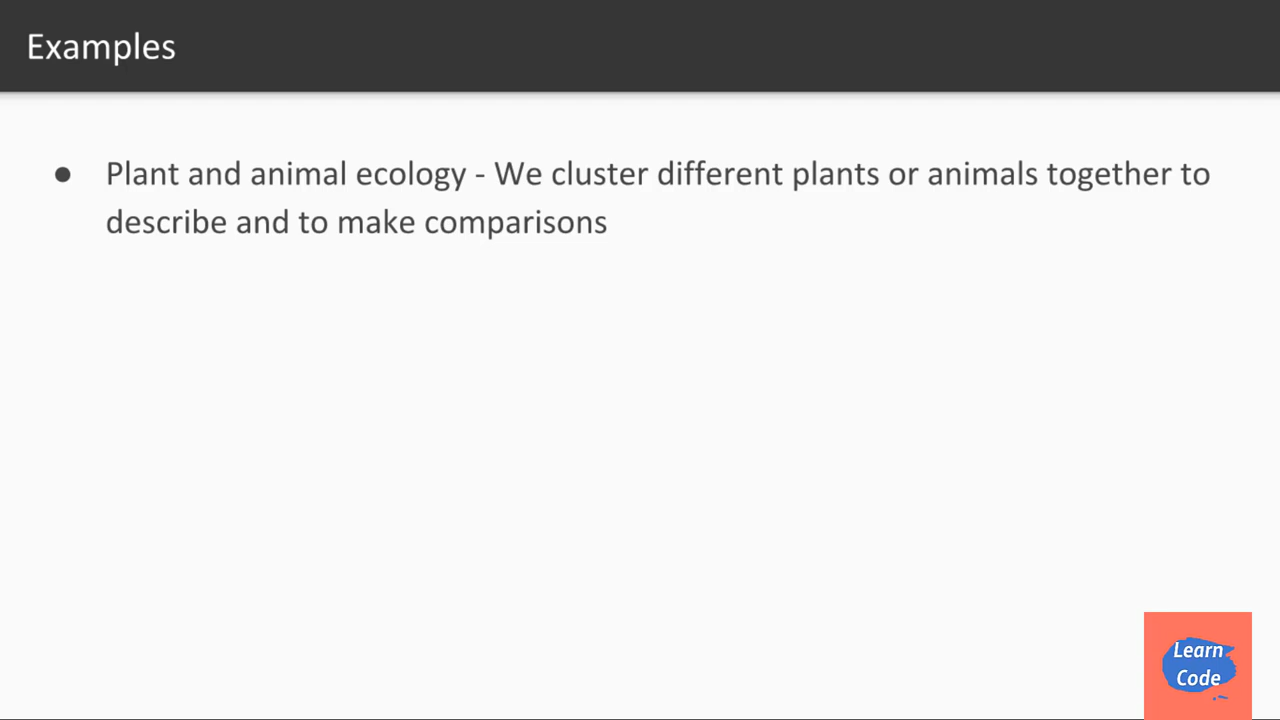 Examples
● Plant and animal ecology - We cluster different plants or animals together to
describe and to make comparisons
Learn
Code